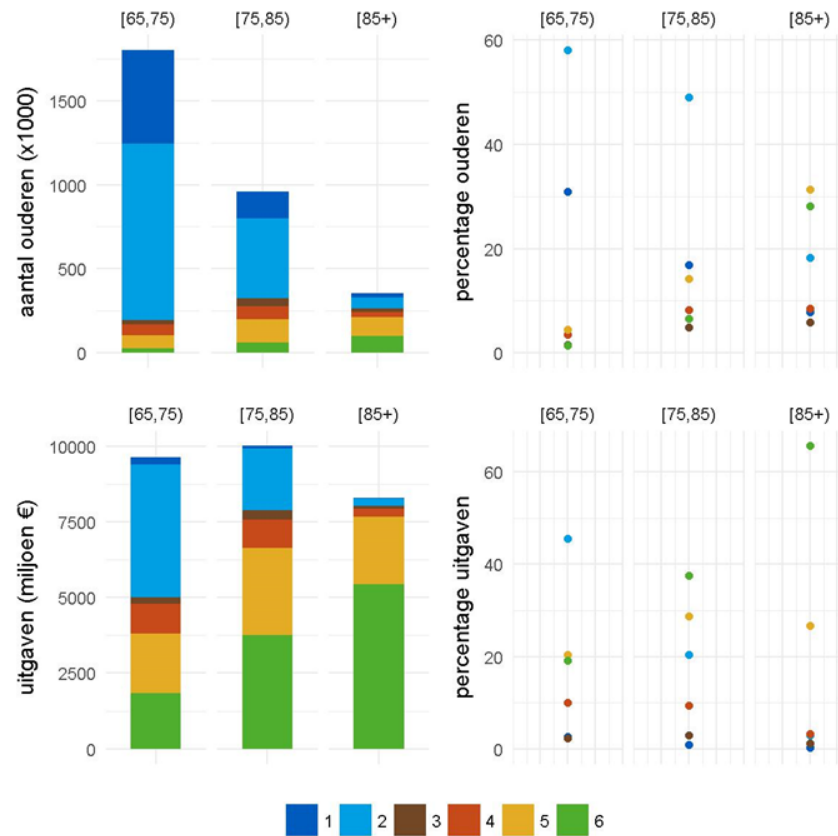 [65,75) [75,85) [85+)
aantal ouderen (x1000)
1500
1000
500
0
[65,75) [75,85) [85+)
percentage ouderen
60
40
20
0
[65,75) [75,85) [85+)
uitgaven (miljoen €)
10000
7500
5000
2500
0
[65,75) [75,85) [85+)
percentage uitgaven
60
40
20
0
1 2 3 4 5 6